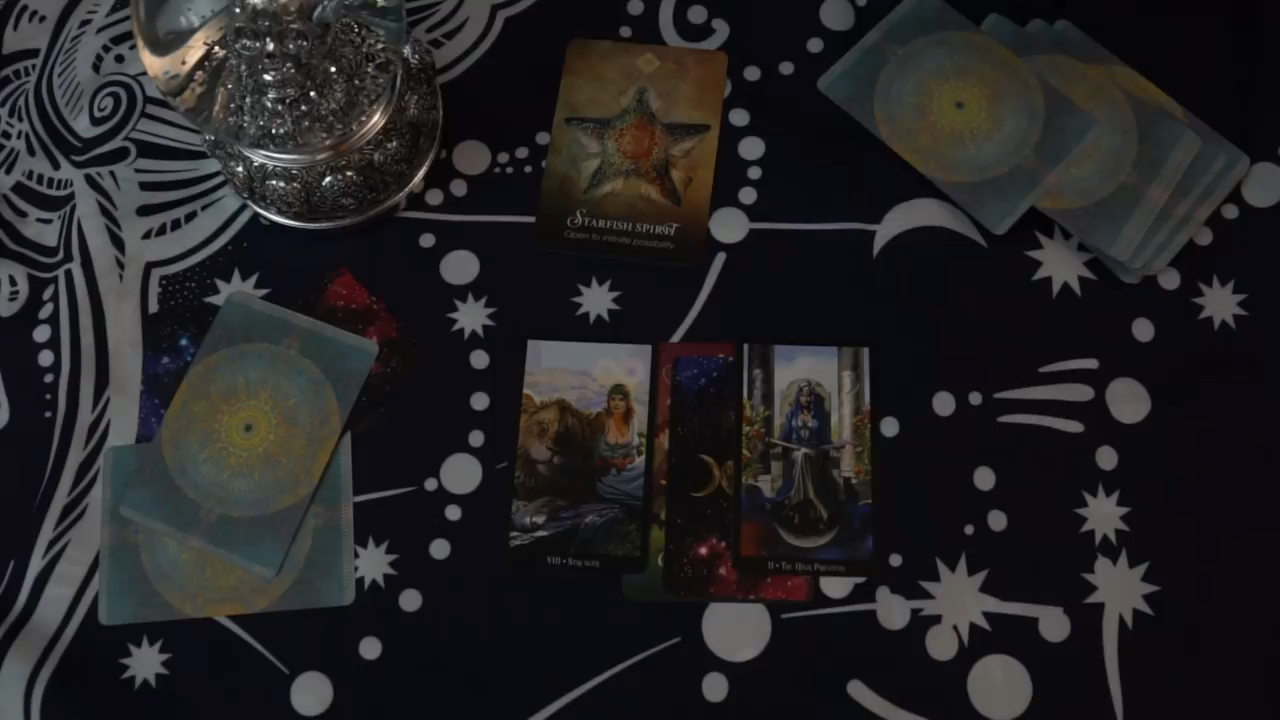 STARFISH SPIRIT
Open to infinite possibility
VIII • STRENGTH
II • THE HIGH PRIESTESS